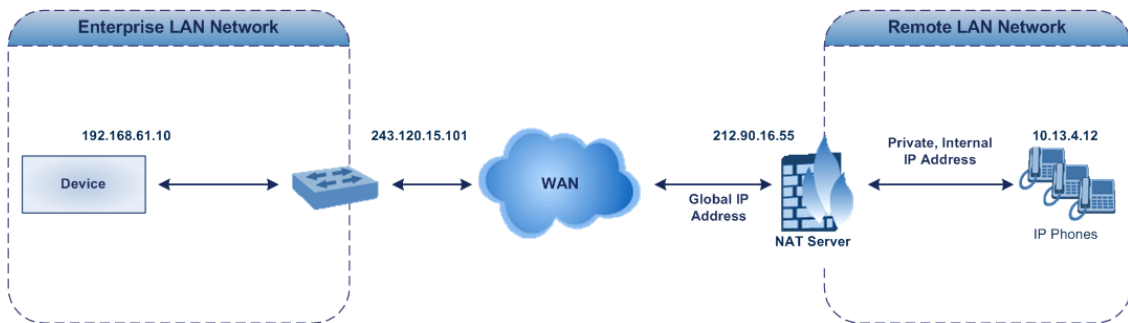 Enterprise LAN Network
Remote LAN Network
192.168.61.10
243.120.15.101
212.90.16.55
Private, Internal
IP Address
10.13.4.12
Device
WAN
Global IP
Address
NAT Server
IP Phones